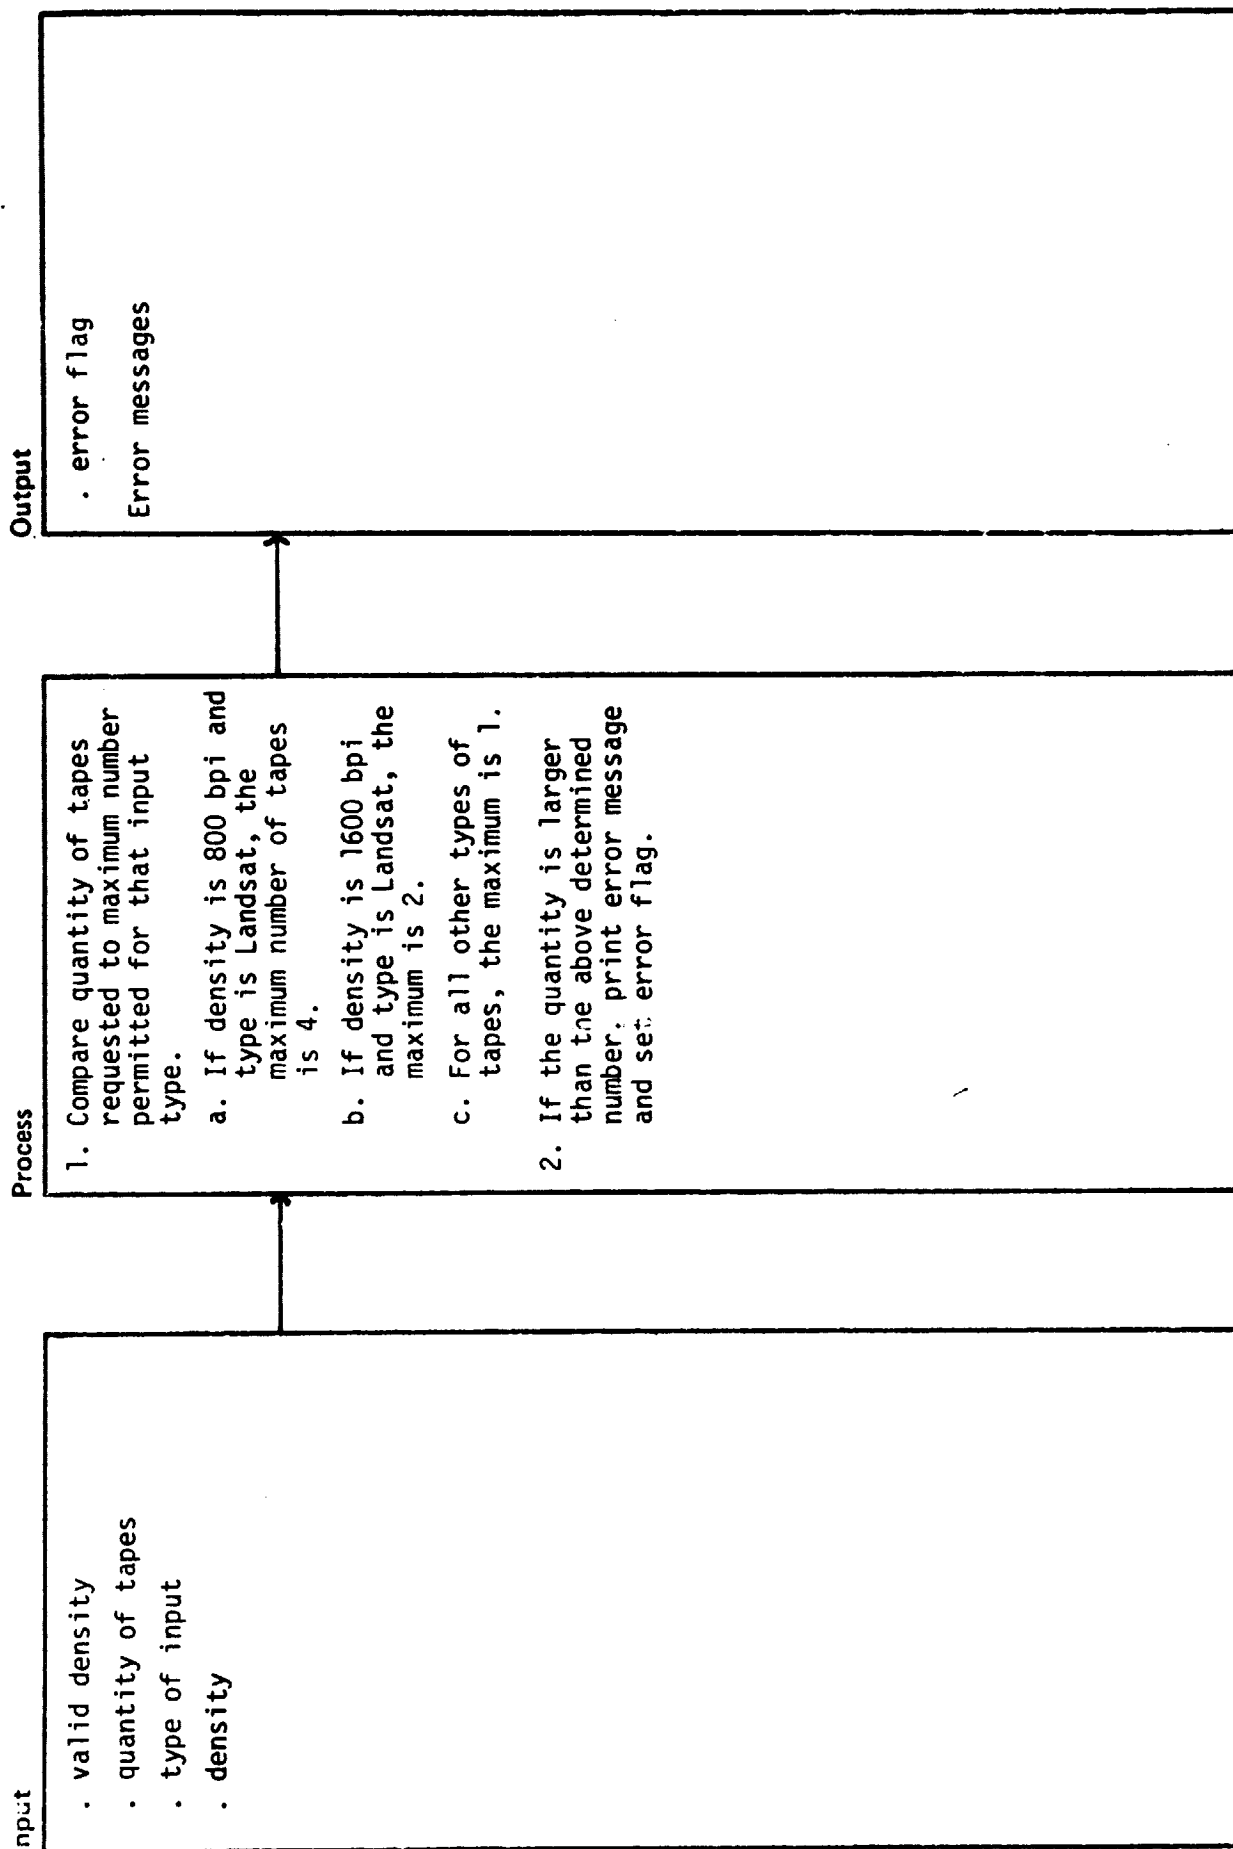 nput
. valid density
. quantity of tapes
. type of input
. density
Process
1. Compare quantity of tapes
requested to maximum number
permitted for that input
type.
a. If density is 800 bpi and
type is Landsat, the
maximum number of tapes
is 4.
b. If density is 1600 bpi
and type is Landsat, the
maximum is 2.
c. For all other types of
tapes, the maximum is 1.
2. If the quantity is larger
than the above determined
number. print error message
and set error flag.
Output
. error flag
Error messages